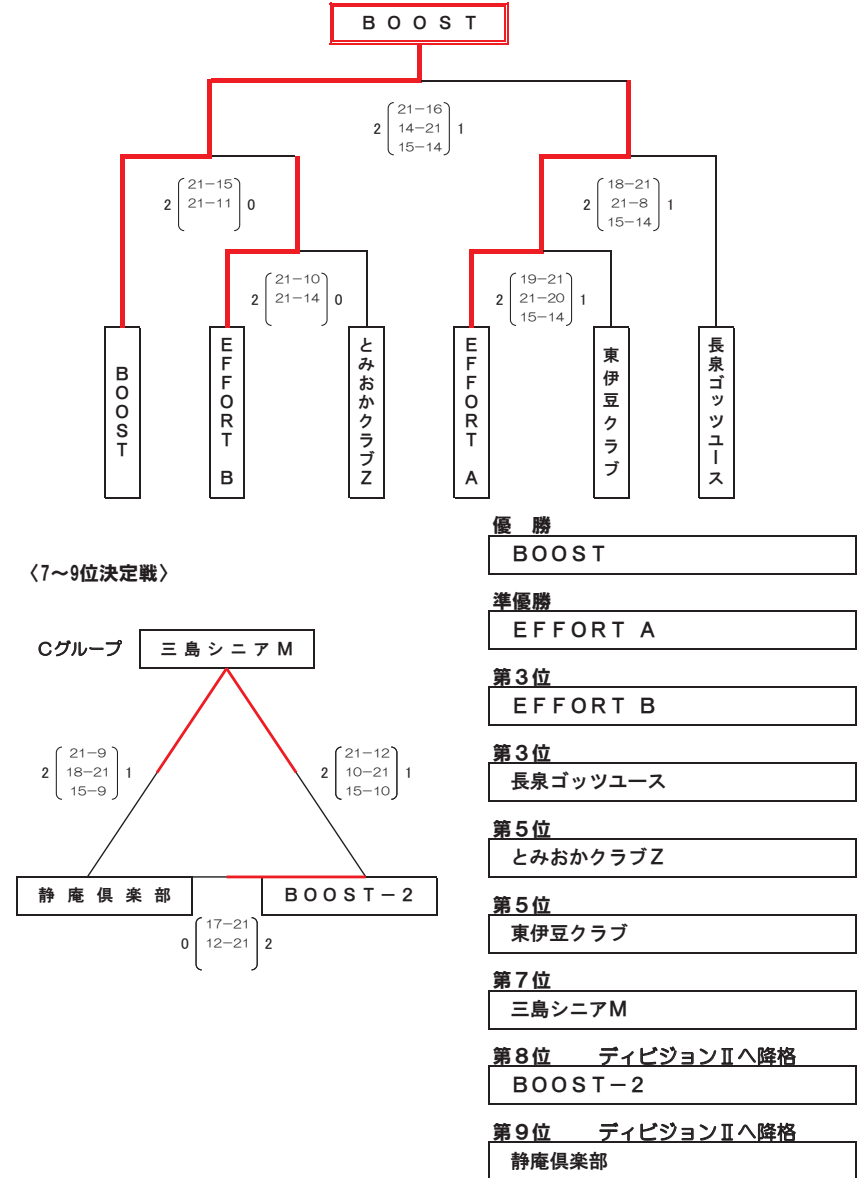 BOOST
21-16
2 14-21 1
15-14
21-15
2 21-11 0
18-21
2 21-8 1
15-14
21-10
2 21-14 0
19-21
2 21-20 1
15-14
BOOST
EFFORT B
とみおかクラブZ
EFFORT A
東伊豆クラブ
長泉ゴッツユース
〈7～9位決定戦〉
Cグループ 三島シニアM
21-9
2 18-21 1
15-9
21-12
2 10-21 1
15-10
静庵倶楽部 BOOST-2
17-21
0 12-21 2
優 勝
BOOST
準優勝
EFFORT A
第3位
EFFORT B
第3位
長泉ゴッツユース
第5位
とみおかクラブZ
第5位
東伊豆クラブ
第7位
三島シニアM
第8位 ディビジョンⅡへ降格
BOOST-2
第9位 ディビジョンⅡへ降格
静庵倶楽部